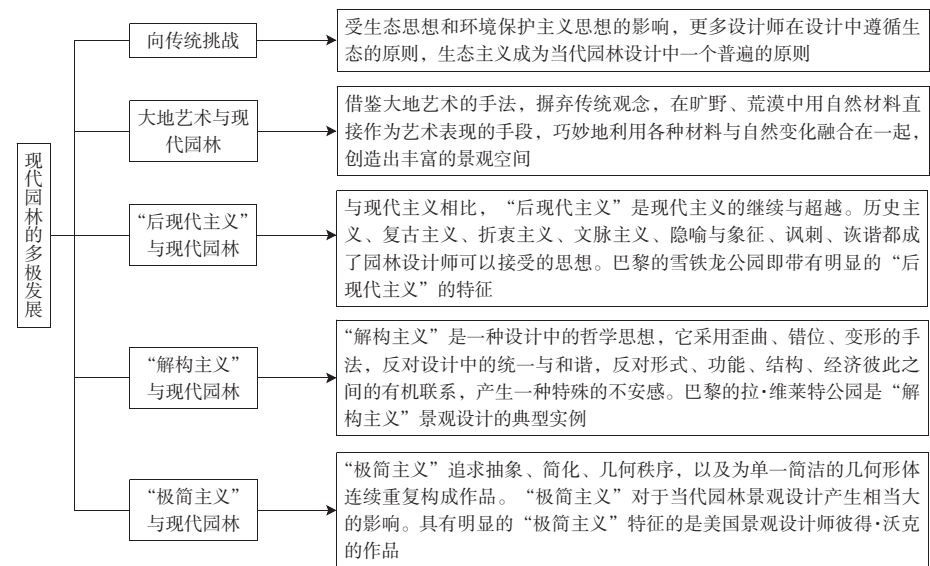 现代园林的多极发展
向传统挑战
受生态思想和环境保护主义思想的影响，更多设计师在设计中遵循生
态的原则，生态主义成为当代园林设计中一个普遍的原则
大地艺术与现
代园林
借鉴大地艺术的手法，摒弃传统观念，在旷野、荒漠中用自然材料直
接作为艺术表现的手段，巧妙地利用各种材料与自然变化融合在一起，
创造出丰富的景观空间
“后现代主义”
与现代园林
与现代主义相比，“后现代主义”是现代主义的继续与超越。历史主
义、复古主义、折衷主义、文脉主义、隐喻与象征、讽刺、诙谐都成
了园林设计师可以接受的思想。巴黎的雪铁龙公园即带有明显的“后
现代主义”的特征
“解构主义”
与现代园林
“解构主义”是一种设计中的哲学思想，它采用歪曲、错位、变形的手
法，反对设计中的统一与和谐，反对形式、功能、结构、经济彼此之
间的有机联系，产生一种特殊的不安感。巴黎的拉·维莱特公园是“解
构主义”景观设计的典型实例
“极简主义”
与现代园林
“极简主义”追求抽象、简化、几何秩序，以及为单一简洁的几何形体
连续重复构成作品。“极简主义”对于当代园林景观设计产生相当大
的影响。具有明显的“极简主义”特征的是美国景观设计师彼得·沃克
的作品